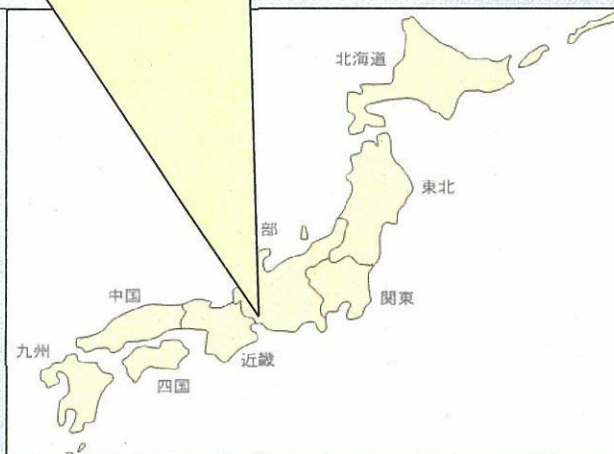 北海道
東北
部
関東
中国
近畿
九州
四国